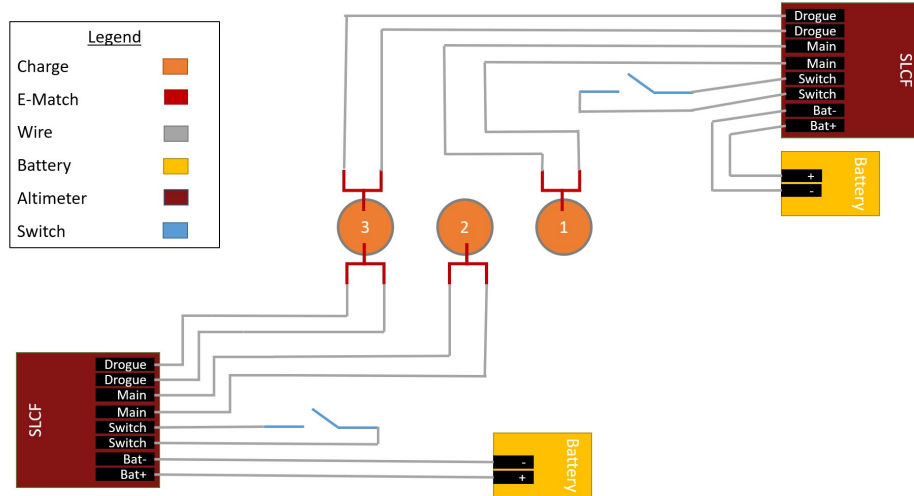 Legend
Charge
E-Match
Wire
Battery
Altimeter
Switch
Drogue
Drogue
Main
Main
Switch
Switch
Bat-
Bat+
SLCF
Battery
+
-
3
2
1
SLCF
Drogue
Drogue
Main
Main
Switch
Switch
Bat-
Bat+
Battery
-
+